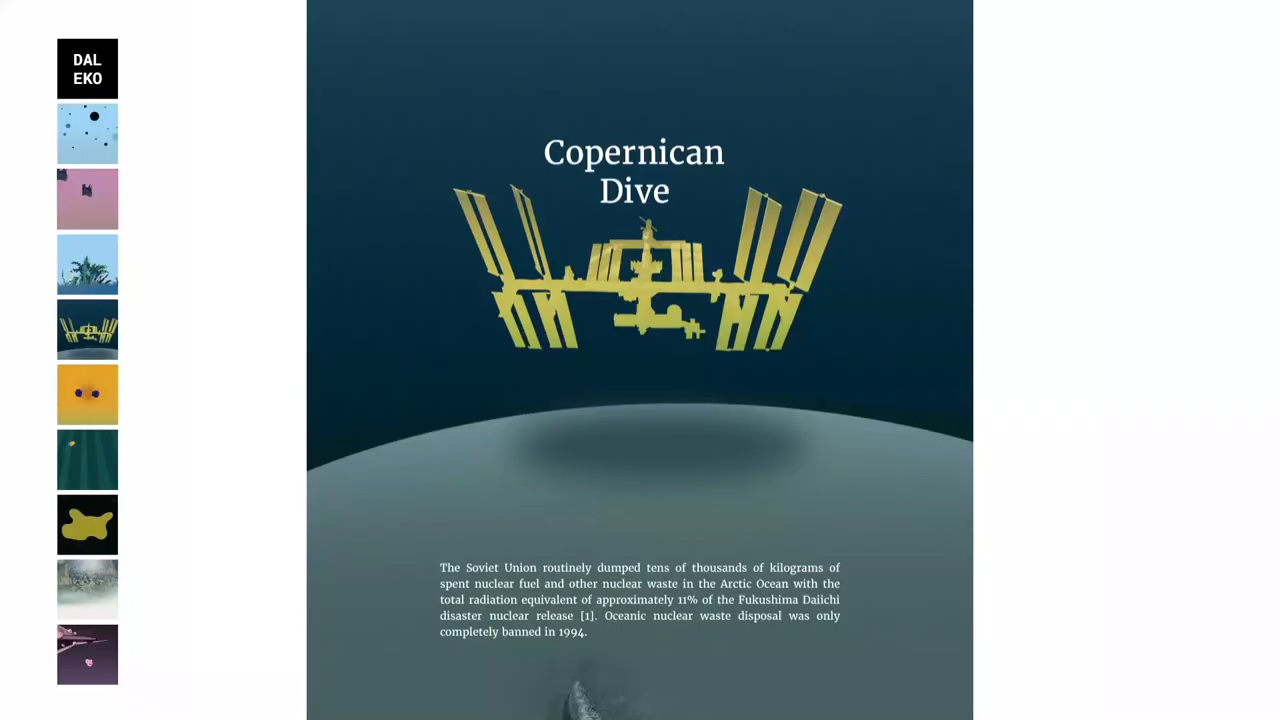 DAL
EKO
Copernican
Dive
The Soviet Union routinely dumped tens of thousands of kilograms of
spent nuclear fuel and other nuclear waste in the Arctic Ocean with the
total radiation equivalent of approximately 11% of the Fukushima Daiichi
disaster nuclear release [1]. Oceanic nuclear waste disposal was only
completely banned in 1994.